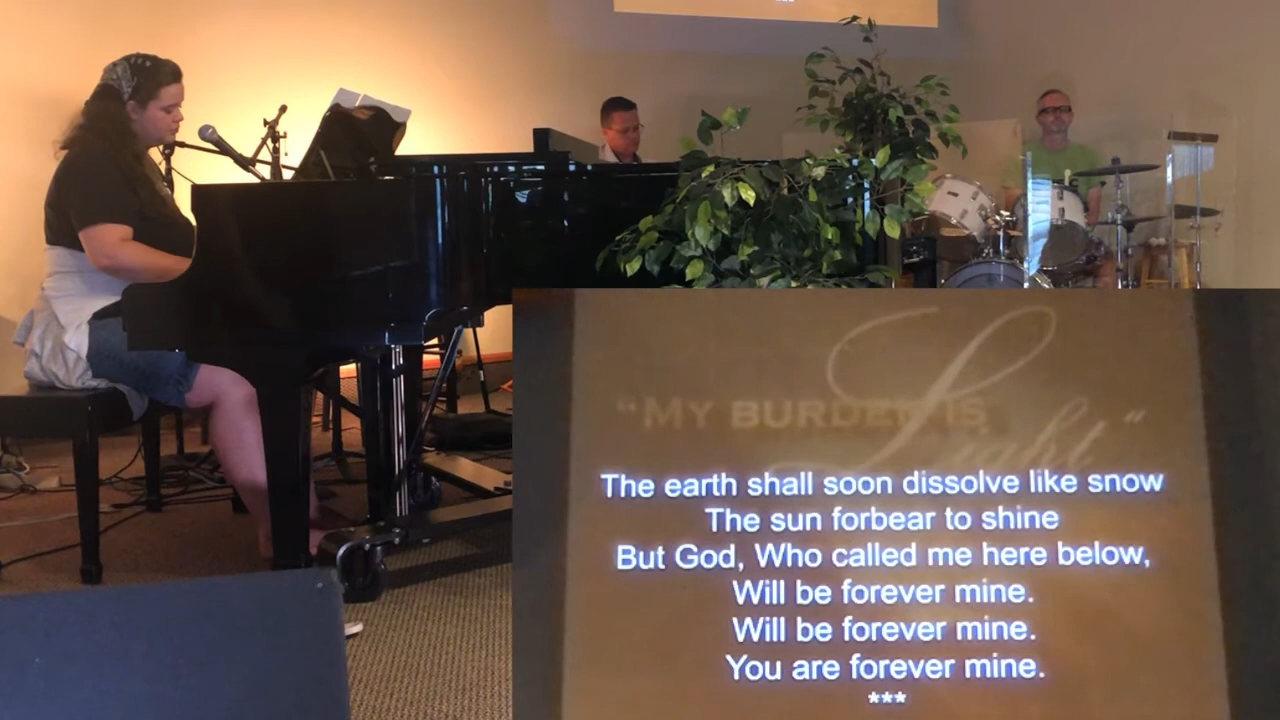 "MY BURDEN IS
Light"
The earth shall soon dissolve like snow
The sun forbear to shine
But God, Who called me here below,
Will be forever mine.
Will be forever mine.
You are forever mine.
***